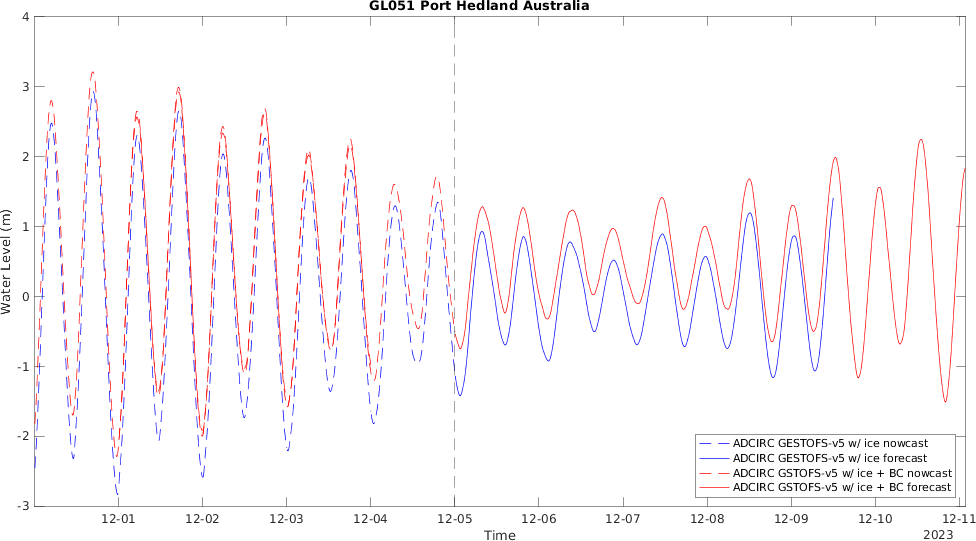 GL051 Port Hedland Australia
4
3
2
1
0
-1
-2
-3
Water Level (m)
ADCIRC GESTOFS-v5 w/ ice nowcast
ADCIRC GESTOFS-v5 w/ ice forecast
ADCIRC GSTOFS-v5 w/ ice + BC nowcast
ADCIRC GSTOFS-v5 w/ ice + BC forecast
12-01 12-02 12-03 12-04 12-05 12-06 12-07 12-08 12-09 12-10 12-11
Time
2023